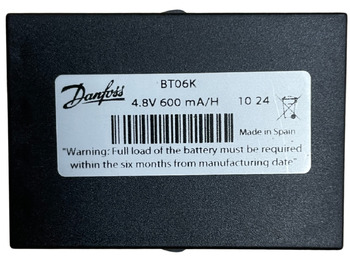 Danfoss
BT06K
4.8V 600 mA/H 10 24
Made in Spain
"Warning: Full load of the battery must be required
within the six months from manufacturing date"